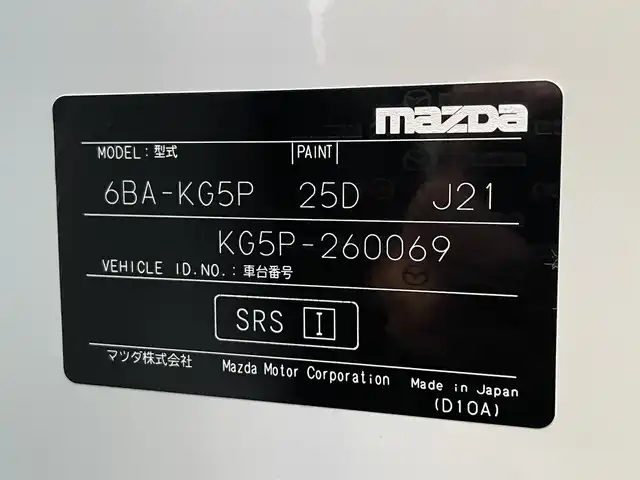 mazda
MODEL:型式 PAINT
6BA-KG5P 25D J21
KG5P-260069
VEHICLE ID.NO.:車台番号
SRS I
マツダ株式会社 Mazda Motor Corporation Made in Japan
(D10A)